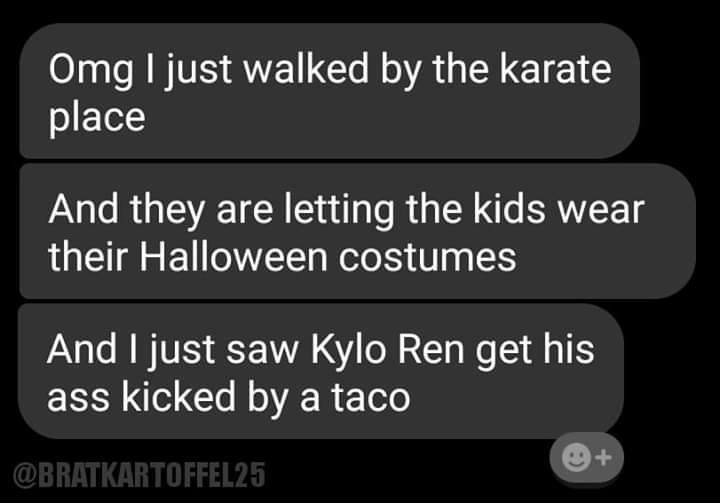 Omg I just walked by the karate
place
And they are letting the kids wear
their Halloween costumes
And I just saw Kylo Ren get his
ass kicked by a taco
@BRATKARTOFFEL25